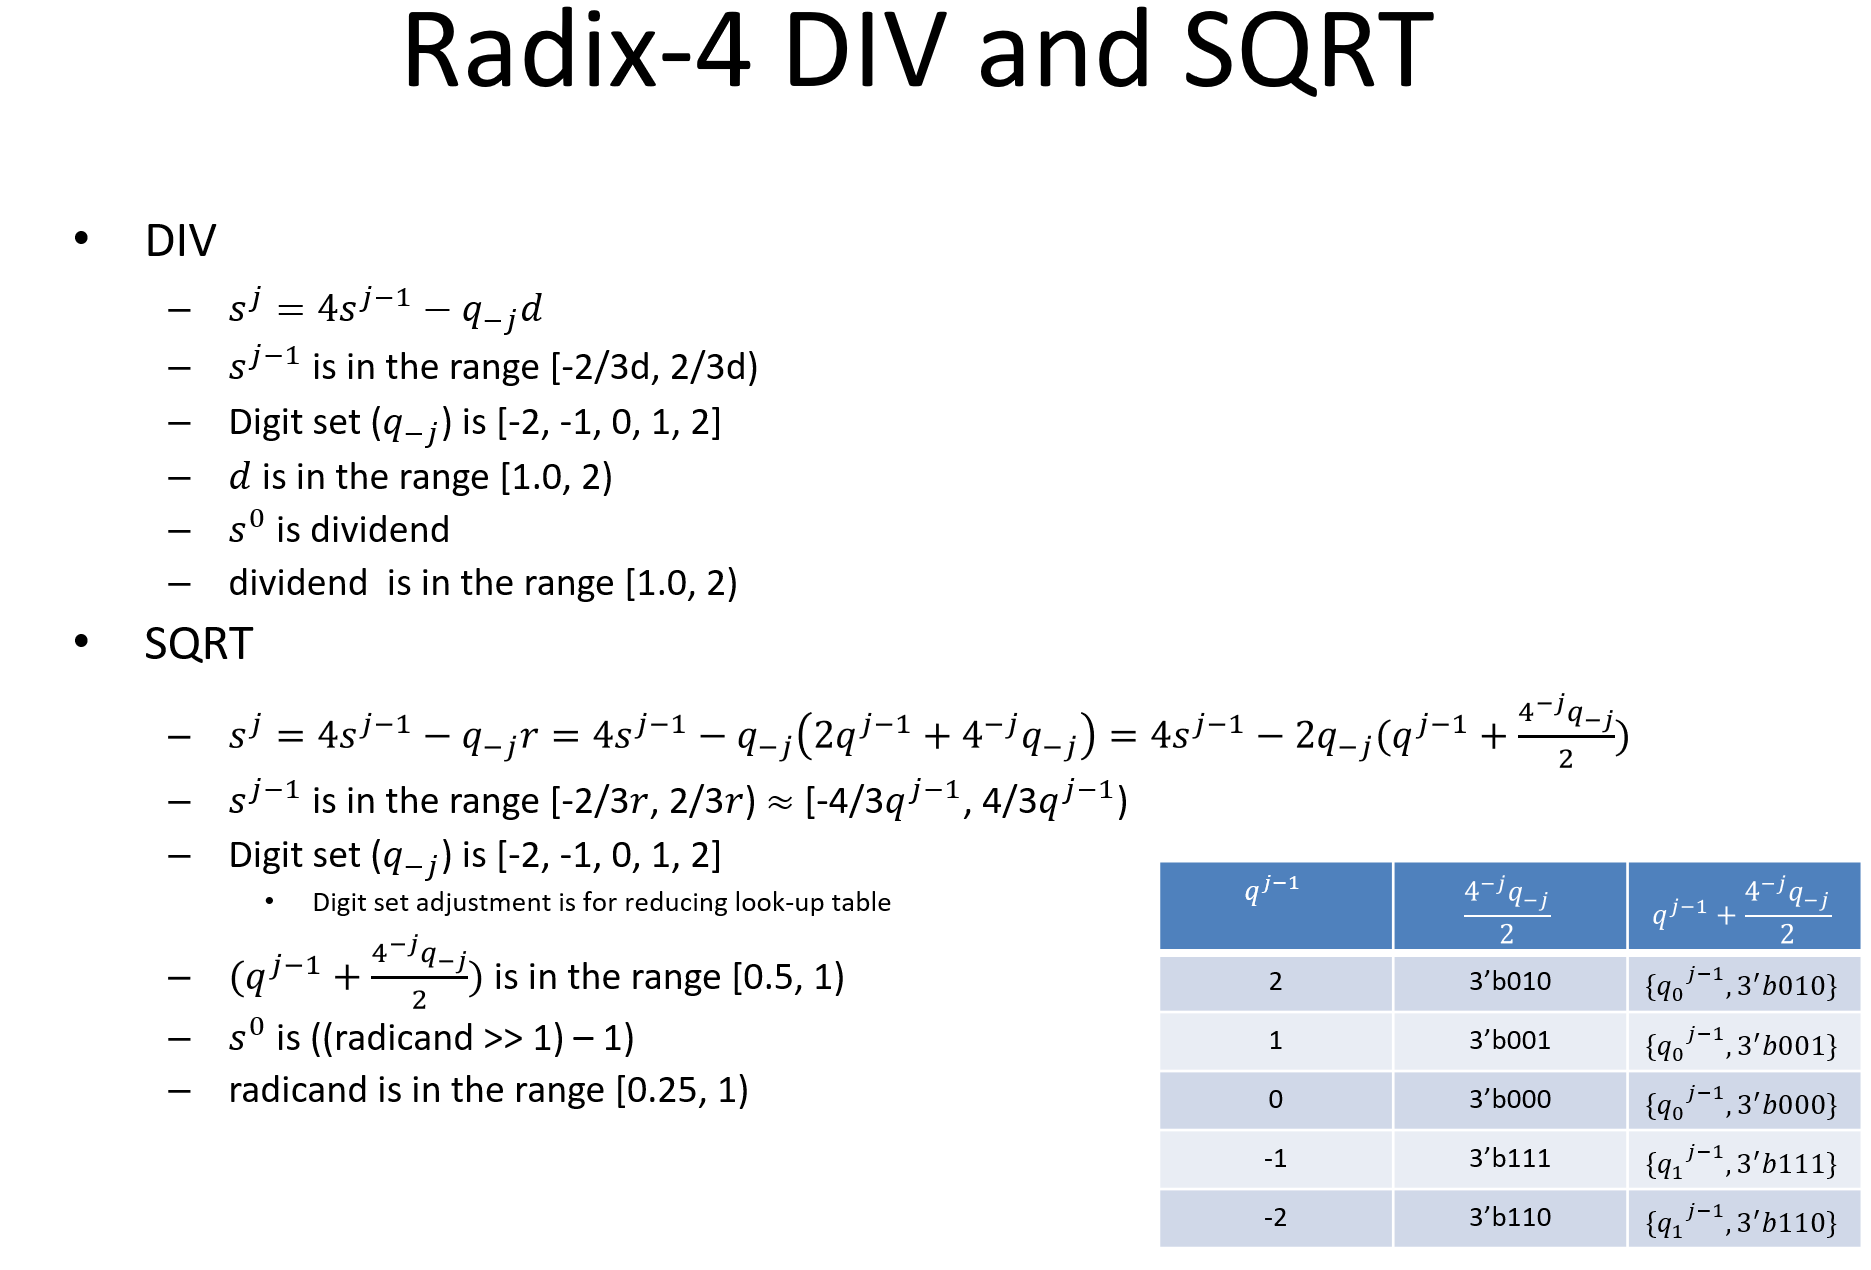 Radix-4 DIV and SQRT
• DIV
– s^j = 4s^{j−1} − q_{−j}d
– s^{j−1} is in the range [-2/3d, 2/3d)
– Digit set (q_{−j}) is [-2, -1, 0, 1, 2]
– d is in the range [1.0, 2)
– s^0 is dividend
– dividend  is in the range [1.0, 2)
• SQRT
– s^j = 4s^{j−1} − q_{−j}r = 4s^{j−1} − q_{−j}(2q^{j−1} + 4^{−j}q_{−j}) = 4s^{j−1} − 2q_{−j}(q^{j−1} + \frac{4^{−j}q_{−j}}{2})
– s^{j−1} is in the range [-2/3r, 2/3r) ≈ [-4/3q^{j−1}, 4/3q^{j−1})
– Digit set (q_{−j}) is [-2, -1, 0, 1, 2]
• Digit set adjustment is for reducing look-up table
– (q^{j−1} + \frac{4^{−j}q_{−j}}{2}) is in the range [0.5, 1)
– s^0 is ((radicand >> 1) – 1)
– radicand is in the range [0.25, 1)
q^{j−1} \frac{4^{−j}q_{−j}}{2} q^{j−1} + \frac{4^{−j}q_{−j}}{2}
2 3’b010 {q_0^{j−1}, 3′b010}
1 3’b001 {q_0^{j−1}, 3′b001}
0 3’b000 {q_0^{j−1}, 3′b000}
-1 3’b111 {q_1^{j−1}, 3′b111}
-2 3’b110 {q_1^{j−1}, 3′b110}